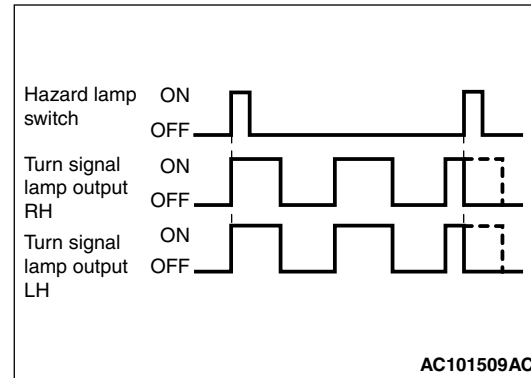 Hazard lamp
switch
ON
OFF
Turn signal
lamp output
RH
ON
OFF
Turn signal
lamp output
LH
ON
OFF
AC101509AC